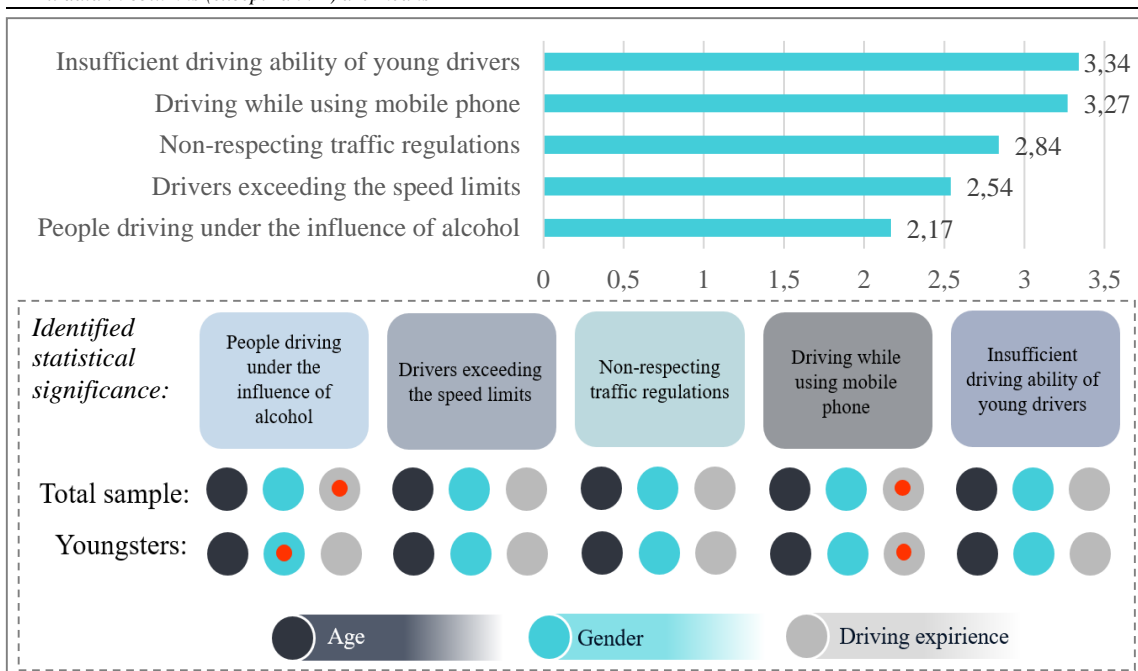 Insufficient driving ability of young drivers
3,34
Driving while using mobile phone
3,27
Non-respecting traffic regulations
2,84
Drivers exceeding the speed limits
2,54
People driving under the influence of alcohol
2,17
0 0,5 1 1,5 2 2,5 3 3,5
Identified
statistical
significance:
People driving
under the
influence of
alcohol
Drivers exceeding
the speed limits
Non-respecting
traffic regulations
Driving while
using mobile
phone
Insufficient
driving ability of
young drivers
Total sample:
Youngsters:
Age
Gender
Driving expirience